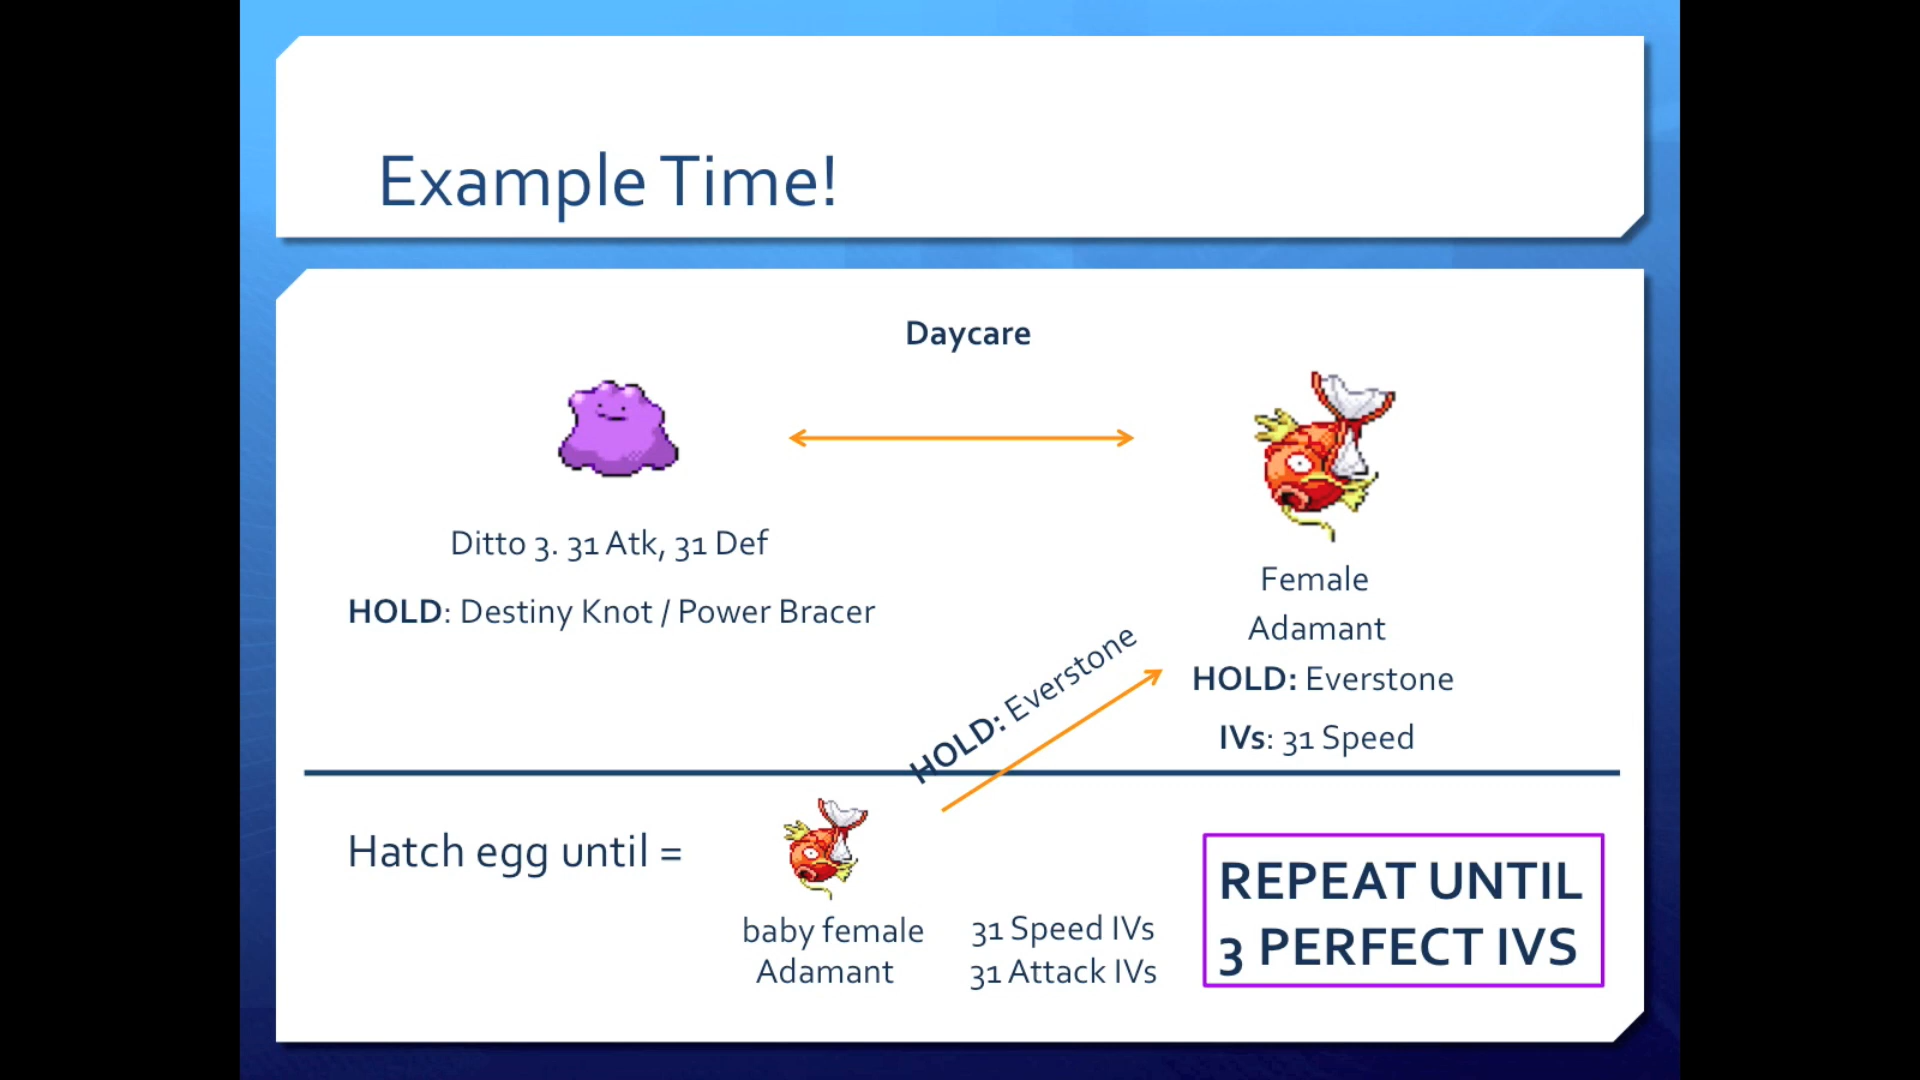 Example Time!
Daycare
Ditto 3. 31 Atk, 31 Def
HOLD: Destiny Knot / Power Bracer
Female
Adamant
HOLD: Everstone
IVs: 31 Speed
HOLD: Everstone
Hatch egg until =
baby female
Adamant
31 Speed IVs
31 Attack IVs
REPEAT UNTIL
3 PERFECT IVS